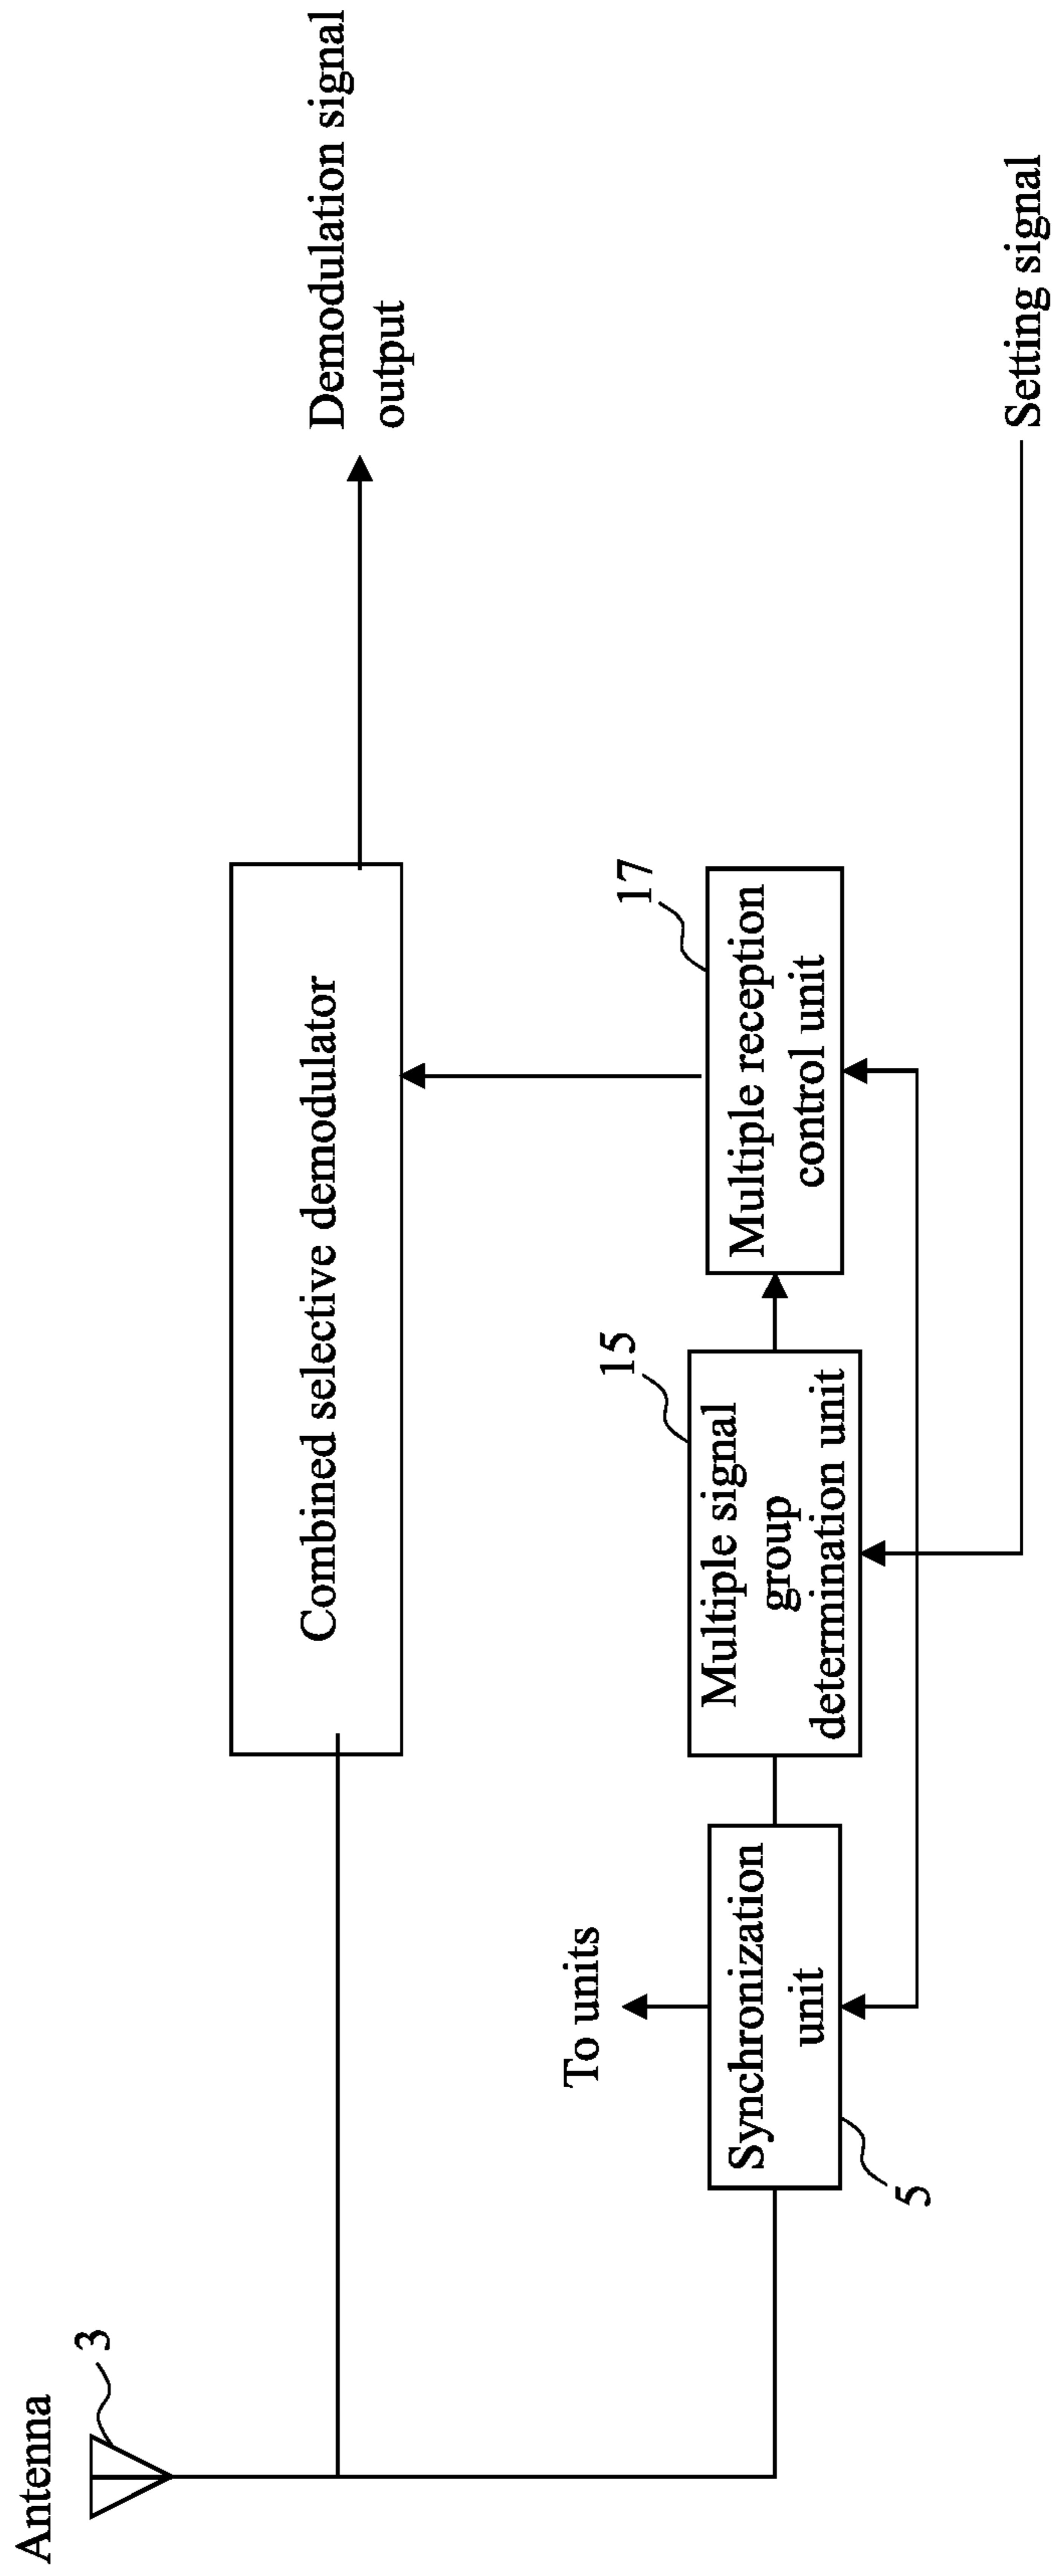 Antenna
3
Combined selective demodulator
Demodulation signal
output
To units
15
17
Synchronization
unit
Multiple signal
group
determination unit
Multiple reception
control unit
5
Setting signal